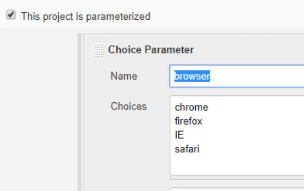 This project is parameterized
Choice Parameter
Name
browser
Choices
chrome
firefox
IE
safari